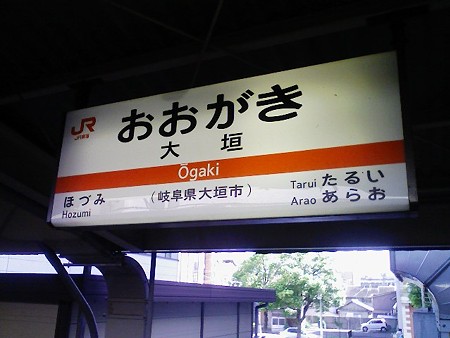 JR
JR東海
おおがき
大垣
Ōgaki
ほづみ
Hozumi
(岐阜県大垣市)
Tarui たるい
Arao あらお